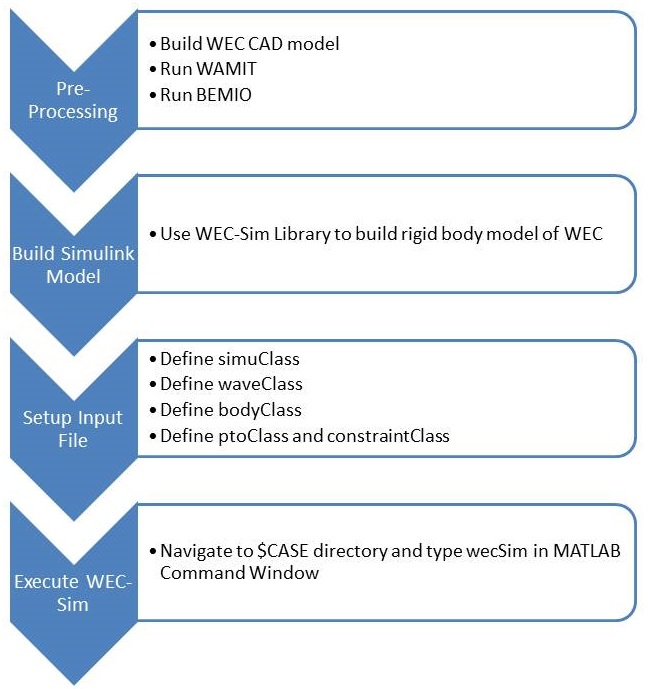 Pre-
Processing
• Build WEC CAD model
• Run WAMIT
• Run BEMIO
Build Simulink
Model
• Use WEC-Sim Library to build rigid body model of WEC
Setup Input
File
• Define simuClass
• Define waveClass
• Define bodyClass
• Define ptoClass and constraintClass
Execute WEC-
Sim
• Navigate to $CASE directory and type wecSim in MATLAB
Command Window